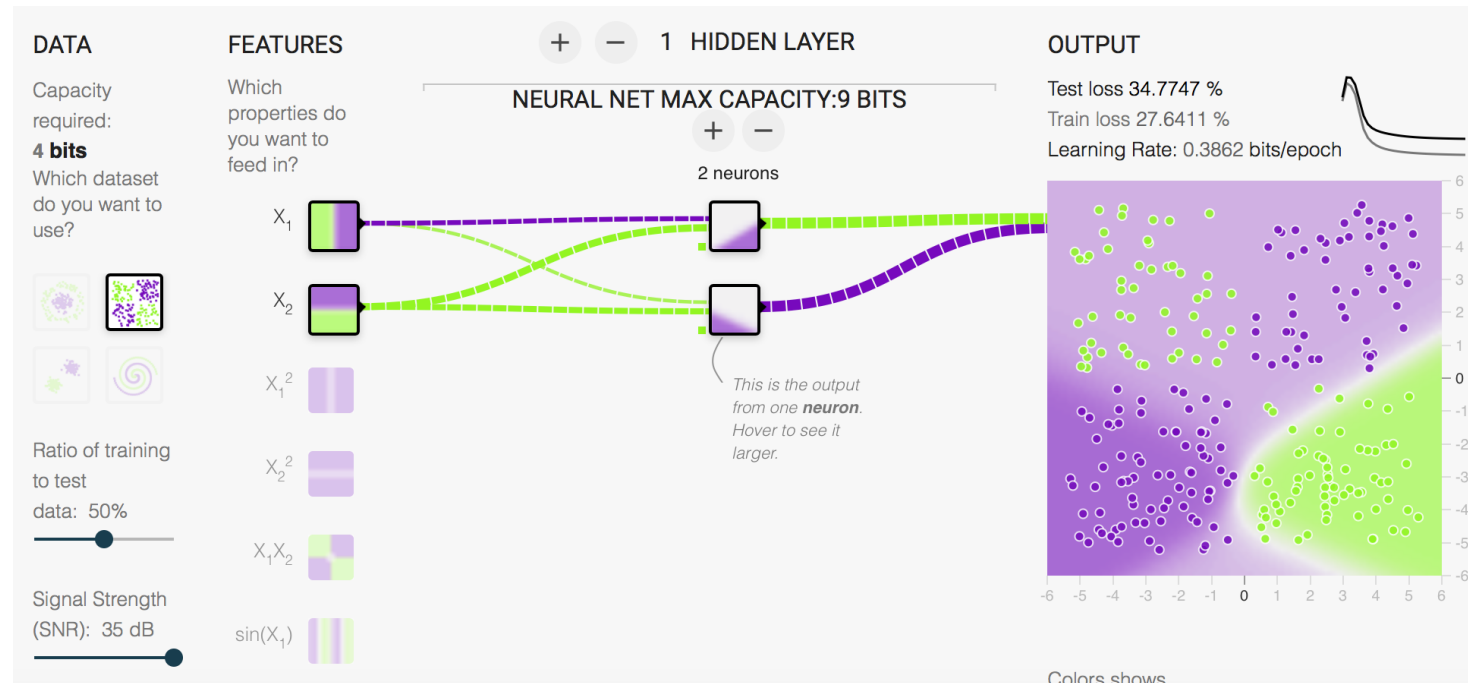 DATA
Capacity
required:
4 bits
Which dataset
do you want to
use?
Ratio of training
to test
data: 50%
Signal Strength
(SNR): 35 dB
FEATURES
Which
properties do
you want to
feed in?
X1
X2
X1²
X2²
X1X2
sin(X1)
+ − 1 HIDDEN LAYER
NEURAL NET MAX CAPACITY:9 BITS
+ −
2 neurons
This is the output
from one neuron.
Hover to see it
larger.
OUTPUT
Test loss 34.7747 %
Train loss 27.6411 %
Learning Rate: 0.3862 bits/epoch
6
5
4
3
2
1
0
-1
-2
-3
-4
-5
-6
-6 -5 -4 -3 -2 -1 0 1 2 3 4 5 6
Colors shows